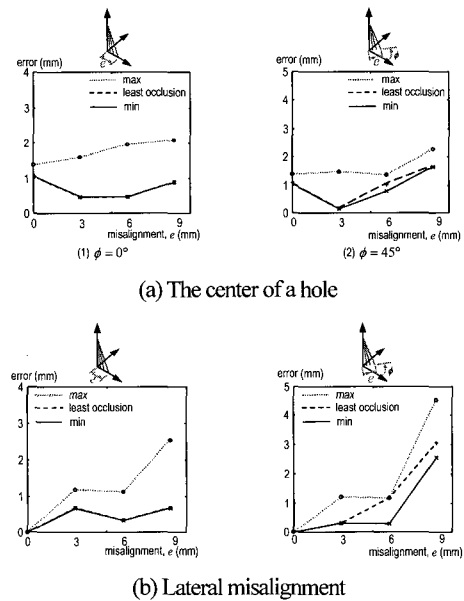 e
e ϕ
error (mm)
4
3
2
1
0
max
least occlusion
min
0 3 6 9
misalignment, e (mm)
(1) ϕ = 0°
error (mm)
5
4
3
2
1
0
max
least occlusion
min
0 3 6 9
misalignment, e (mm)
(2) ϕ = 45°
(a) The center of a hole
e
e ϕ
error (mm)
4
3
2
1
0
max
least occlusion
min
0 3 6 9
misalignment, e (mm)
error (mm)
5
4
3
2
1
0
max
least occlusion
min
0 3 6 9
misalignment, e (mm)
(b) Lateral misalignment